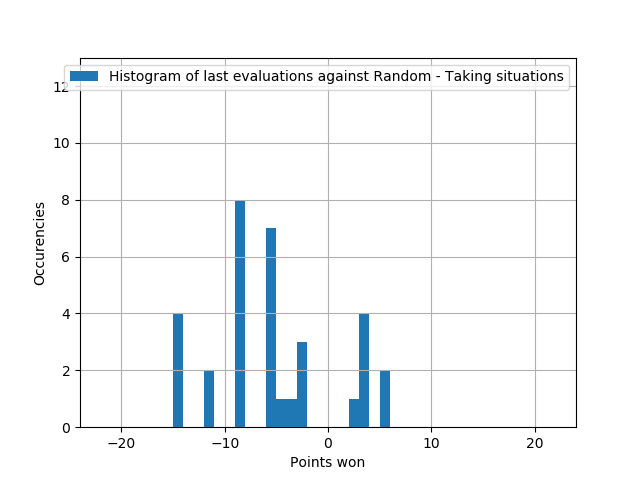 Histogram of last evaluations against Random - Taking situations
12
10
8
6
4
2
0
Occurencies
−20 −10 0 10 20
Points won